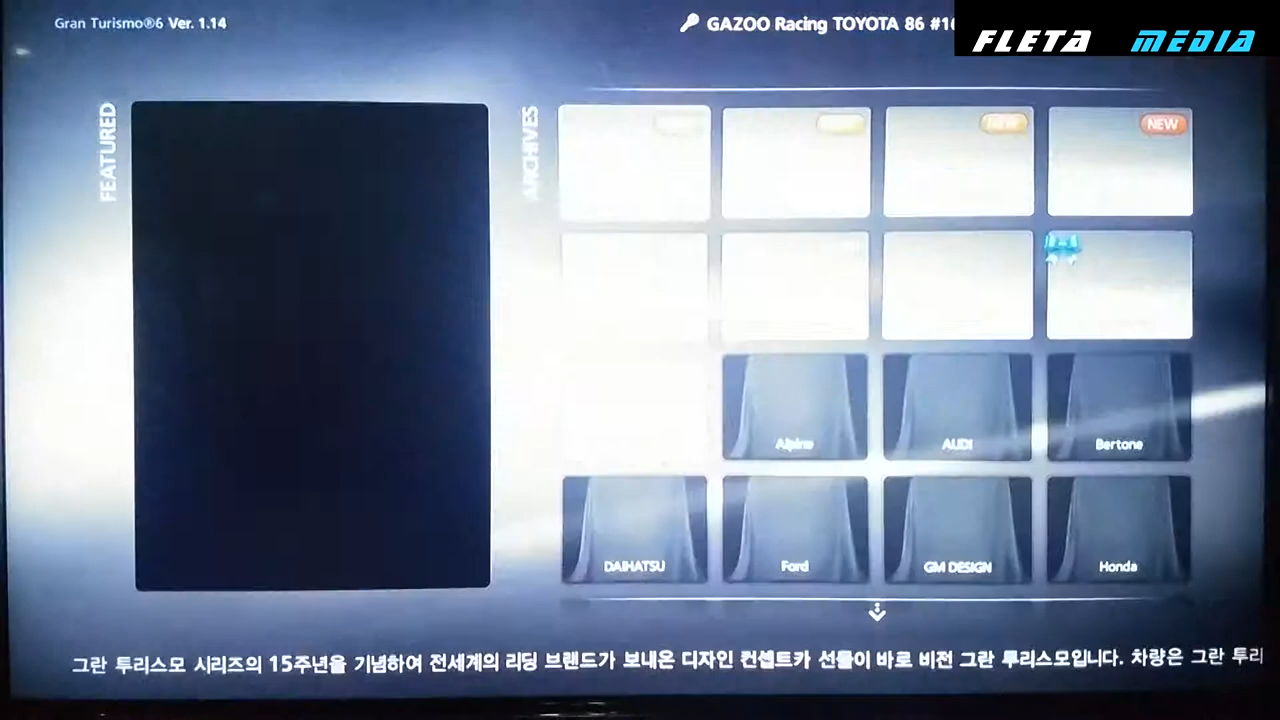 Gran Turismo®6 Ver. 1.14
GAZOO Racing TOYOTA 86 #16
FLETA MEDIA
FEATURED
ARCHIVES
NEW
NEW
Alpine
AUDI
Bertone
DAIHATSU
Ford
GM DESIGN
Honda
그란 투리스모 시리즈의 15주년을 기념하여 전세계의 리딩 브랜드가 보내온 디자인 컨셉트카 선물이 바로 비전 그란 투리스모입니다. 차량은 그란 투리